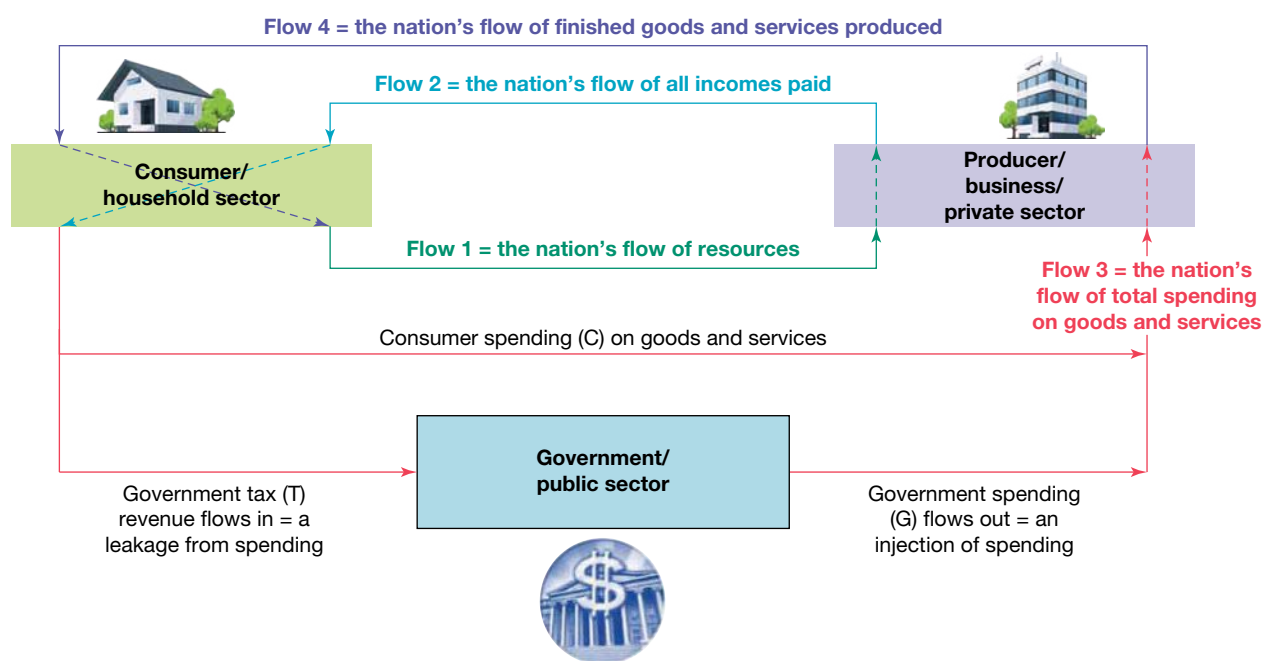 Flow 4 = the nation’s flow of finished goods and services produced
Flow 2 = the nation’s flow of all incomes paid
Consumer/
household sector
Producer/
business/
private sector
Flow 1 = the nation’s flow of resources
Flow 3 = the nation’s
flow of total spending
on goods and services
Consumer spending (C) on goods and services
Government/
public sector
Government tax (T)
revenue flows in = a
leakage from spending
Government spending
(G) flows out = an
injection of spending
$